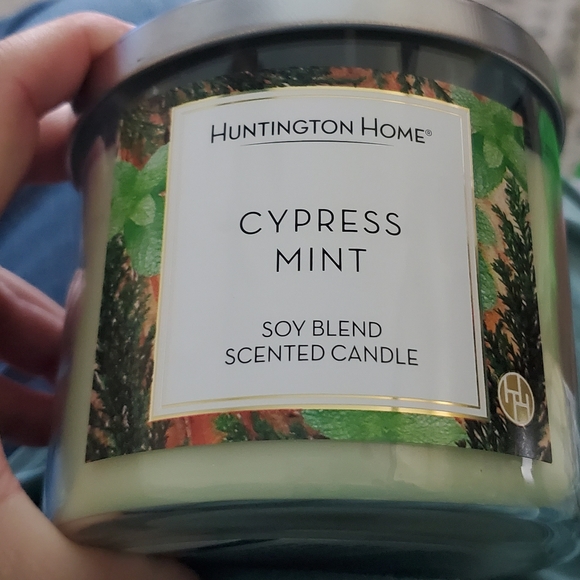 HUNTINGTON HOME®
CYPRESS
MINT
SOY BLEND
SCENTED CANDLE